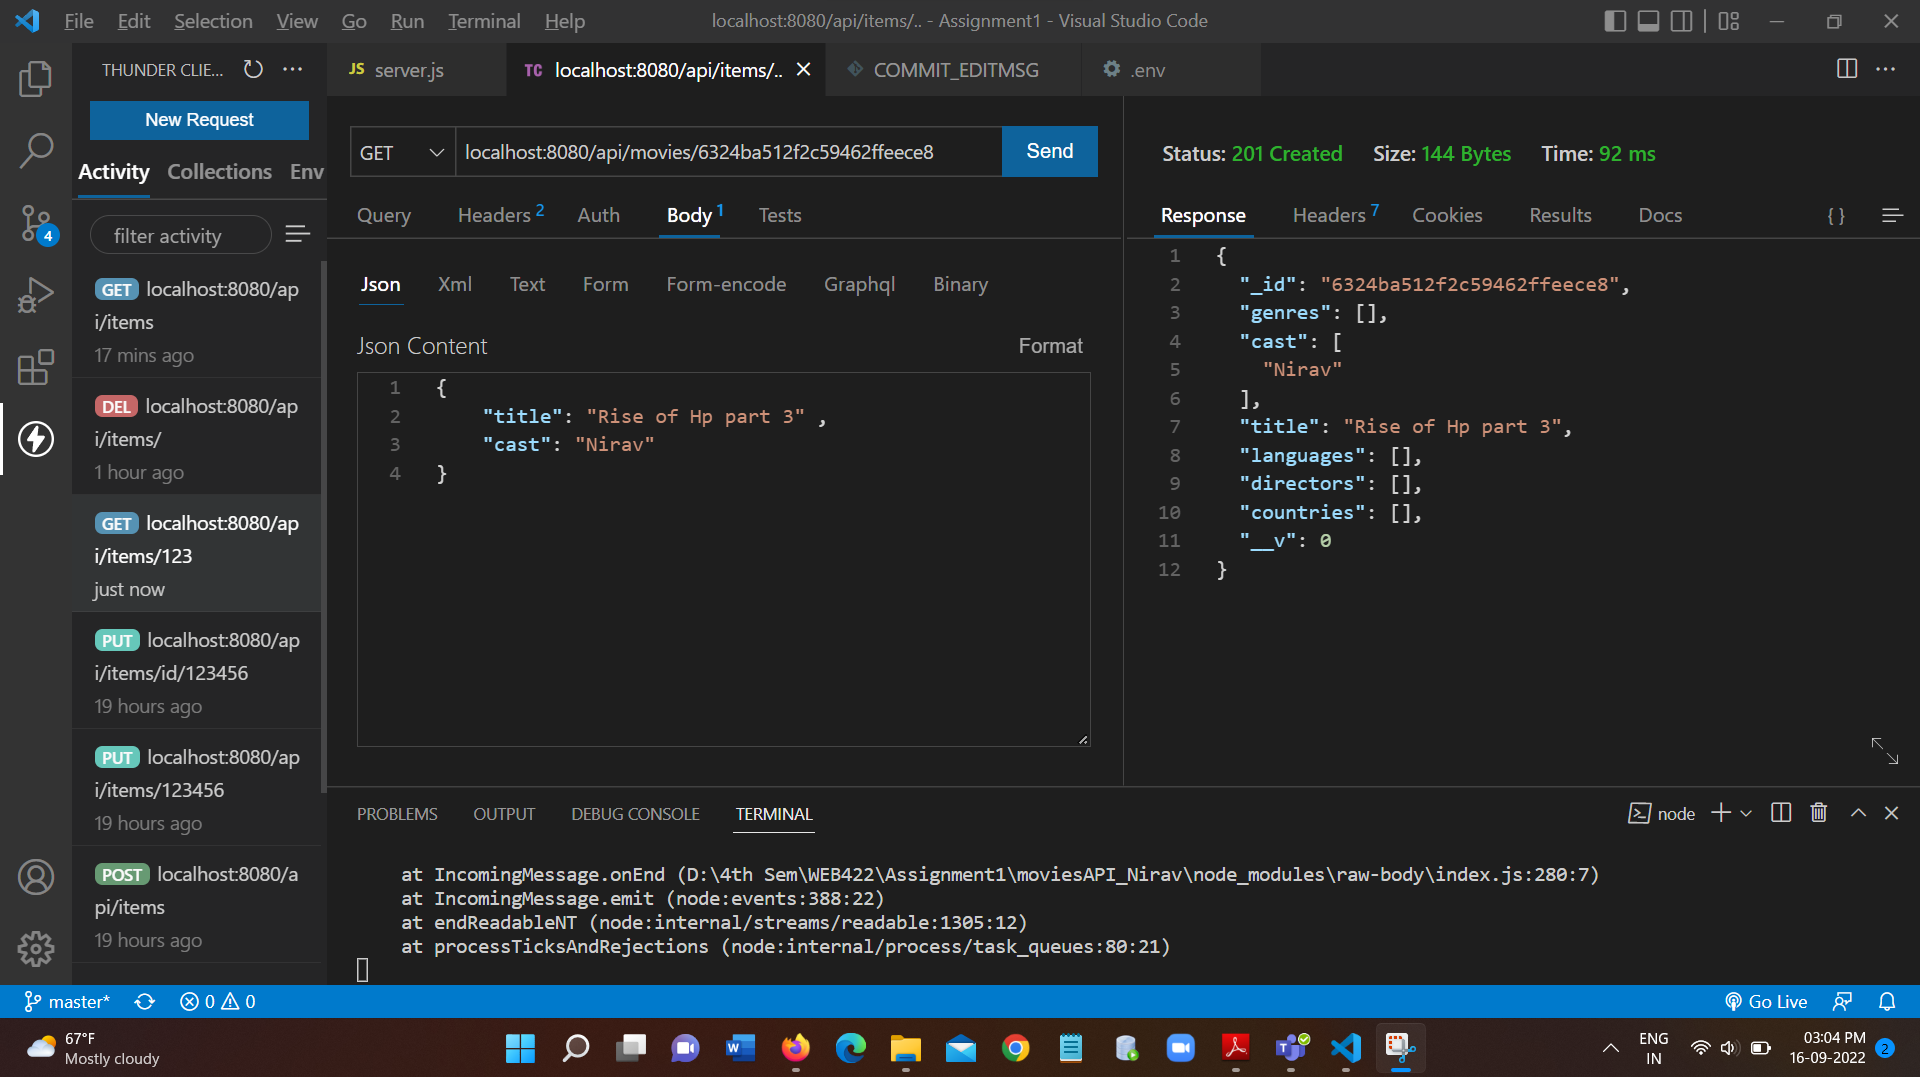 File Edit Selection View Go Run Terminal Help localhost:8080/api/items/.. - Assignment1 - Visual Studio Code
THUNDER CLIE... ···
JS server.js TC localhost:8080/api/items/.. COMMIT_EDITMSG .env ···
New Request
Activity Collections Env
filter activity
GET localhost:8080/ap
i/items
17 mins ago
DEL localhost:8080/ap
i/items/
1 hour ago
GET localhost:8080/ap
i/items/123
just now
PUT localhost:8080/ap
i/items/id/123456
19 hours ago
PUT localhost:8080/ap
i/items/123456
19 hours ago
POST localhost:8080/a
pi/items
19 hours ago
4
GET localhost:8080/api/movies/6324ba512f2c59462ffeece8 Send
Query Headers 2 Auth Body 1 Tests
Json Xml Text Form Form-encode Graphql Binary
Json Content Format
1 {
2 "title": "Rise of Hp part 3" ,
3 "cast": "Nirav"
4 }
Status: 201 Created Size: 144 Bytes Time: 92 ms
Response Headers 7 Cookies Results Docs { }
1 {
2 "_id": "6324ba512f2c59462ffeece8",
3 "genres": [],
4 "cast": [
5 "Nirav"
6 ],
7 "title": "Rise of Hp part 3",
8 "languages": [],
9 "directors": [],
10 "countries": [],
11 "__v": 0
12 }
PROBLEMS OUTPUT DEBUG CONSOLE TERMINAL node
at IncomingMessage.onEnd (D:\4th Sem\WEB422\Assignment1\moviesAPI_Nirav\node_modules\raw-body\index.js:280:7)
at IncomingMessage.emit (node:events:388:22)
at endReadableNT (node:internal/streams/readable:1305:12)
at processTicksAndRejections (node:internal/process/task_queues:80:21)
master* 0 0 Go Live
67°F
Mostly cloudy
ENG
IN
03:04 PM
16-09-2022
2